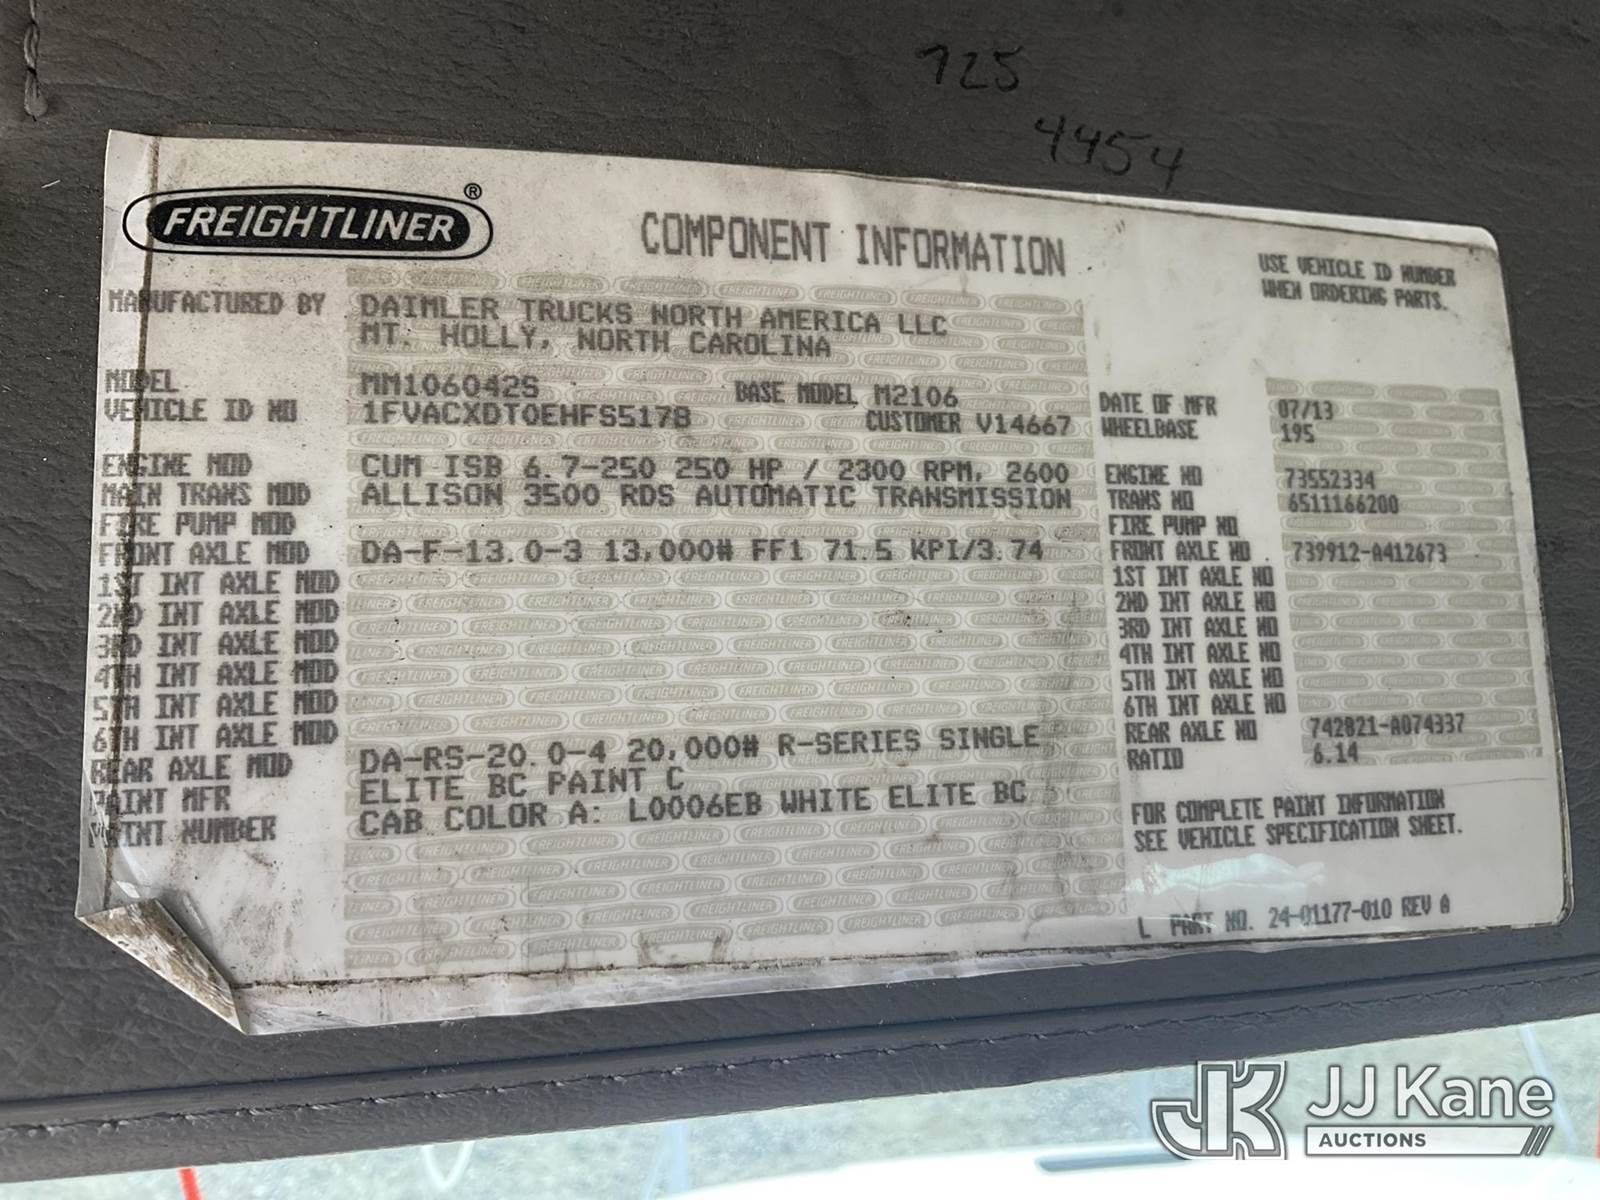 725
4454
FREIGHTLINER®
COMPONENT INFORMATION
USE VEHICLE ID NUMBER
WHEN ORDERING PARTS.
MANUFACTURED BY DAIMLER TRUCKS NORTH AMERICA LLC
MT. HOLLY, NORTH CAROLINA
MODEL MM106042S BASE MODEL M2106
VEHICLE ID NO 1FVACXDT0EHFS5178 CUSTOMER V14667
DATE OF MFR 07/13
WHEELBASE 195
ENGINE MOD CUM ISB 6.7-250 250 HP / 2300 RPM, 2600
MAIN TRANS MOD ALLISON 3500 RDS AUTOMATIC TRANSMISSION
FIRE PUMP MOD
FRONT AXLE MOD DA-F-13.0-3 13,000# FF1 71.5 KPI/3.74
1ST INT AXLE MOD
2ND INT AXLE MOD
3RD INT AXLE MOD
4TH INT AXLE MOD
5TH INT AXLE MOD
6TH INT AXLE MOD
REAR AXLE MOD DA-RS-20.0-4 20,000# R-SERIES SINGLE
PAINT MFR ELITE BC PAINT C
PAINT NUMBER CAB COLOR A: L0006EB WHITE ELITE BC
ENGINE NO 73552334
TRANS NO 6511166200
FIRE PUMP NO
FRONT AXLE NO 739912-A412673
1ST INT AXLE NO
2ND INT AXLE NO
3RD INT AXLE NO
4TH INT AXLE NO
5TH INT AXLE NO
6TH INT AXLE NO
REAR AXLE NO 742821-A074337
RATIO 6.14
FOR COMPLETE PAINT INFORMATION
SEE VEHICLE SPECIFICATION SHEET.
L PART NO. 24-01177-010 REV A
JK JJ Kane
AUCTIONS